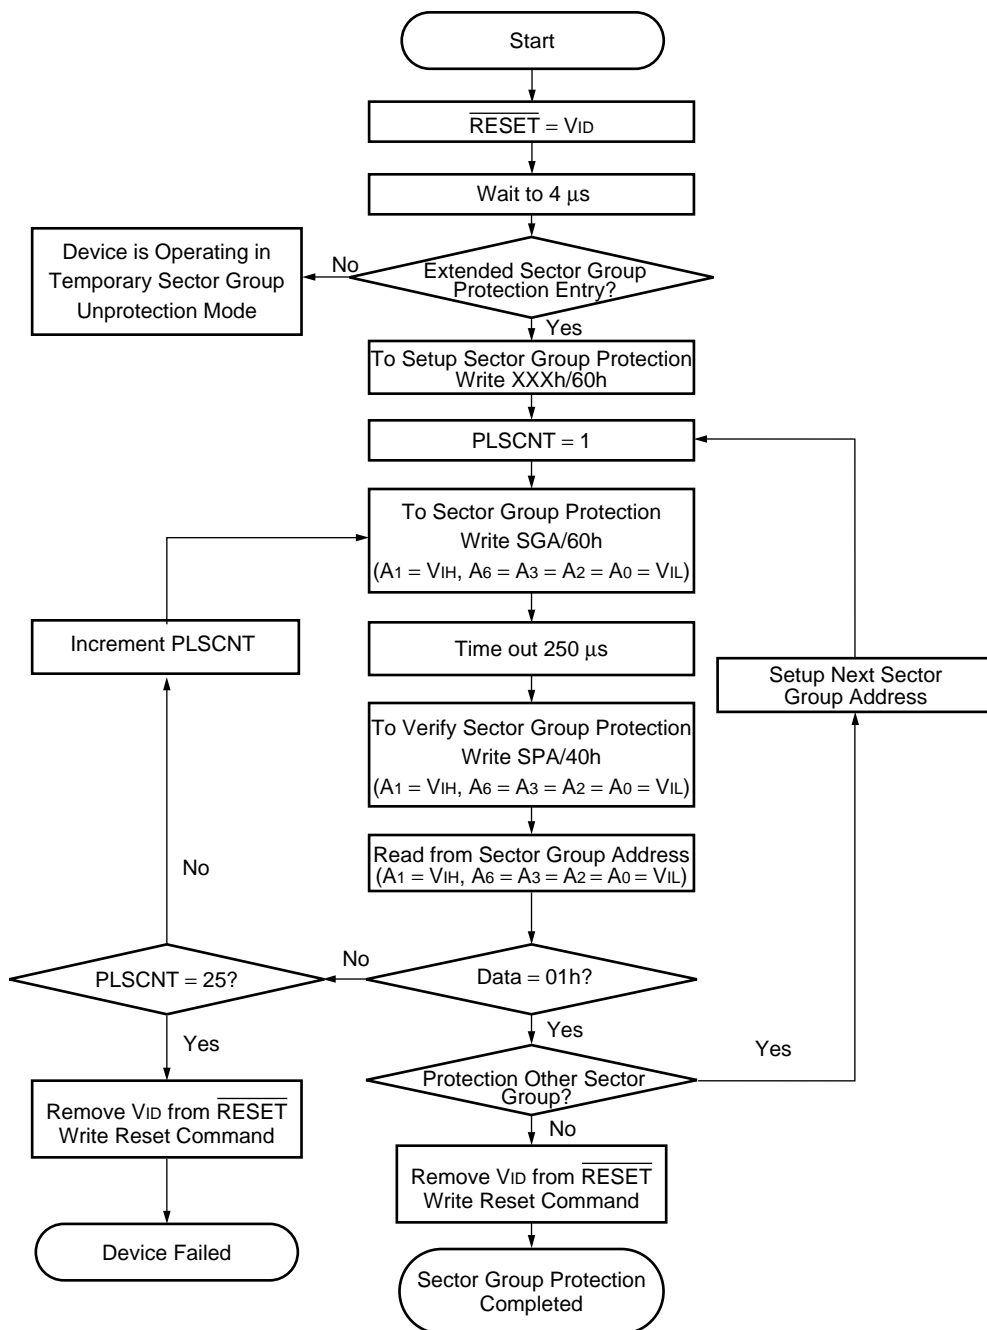 Start
RESET = VID
Wait to 4 μs
Device is Operating in
Temporary Sector Group
Unprotection Mode
No
Extended Sector Group
Protection Entry?
Yes
To Setup Sector Group Protection
Write XXXh/60h
PLSCNT = 1
To Sector Group Protection
Write SGA/60h
(A1 = VIH, A6 = A3 = A2 = A0 = VIL)
Increment PLSCNT
Time out 250 μs
Setup Next Sector
Group Address
To Verify Sector Group Protection
Write SPA/40h
(A1 = VIH, A6 = A3 = A2 = A0 = VIL)
Read from Sector Group Address
(A1 = VIH, A6 = A3 = A2 = A0 = VIL)
No
PLSCNT = 25?
No
Data = 01h?
Yes
Yes
Yes
Protection Other Sector
Group?
No
Remove VID from RESET
Write Reset Command
Remove VID from RESET
Write Reset Command
Device Failed
Sector Group Protection
Completed